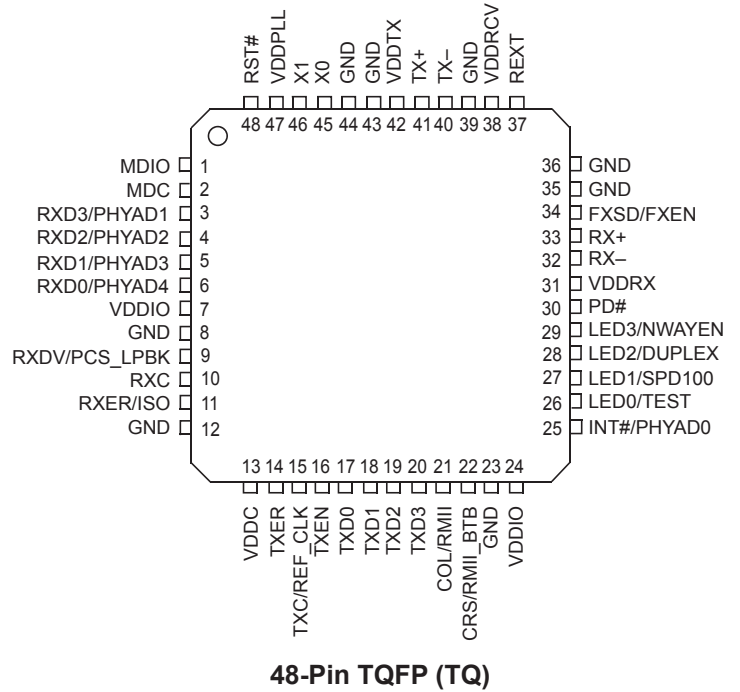 RST#
VDDPLL
X1
X0
GND
GND
VDDTX
TX+
TX–
GND
VDDRCV
REXT
48 47 46 45 44 43 42 41 40 39 38 37
MDIO 1
MDC 2
RXD3/PHYAD1 3
RXD2/PHYAD2 4
RXD1/PHYAD3 5
RXD0/PHYAD4 6
VDDIO 7
GND 8
RXDV/PCS_LPBK 9
RXC 10
RXER/ISO 11
GND 12
36 GND
35 GND
34 FXSD/FXEN
33 RX+
32 RX–
31 VDDRX
30 PD#
29 LED3/NWAYEN
28 LED2/DUPLEX
27 LED1/SPD100
26 LED0/TEST
25 INT#/PHYAD0
13 14 15 16 17 18 19 20 21 22 23 24
VDDC
TXER
TXC/REF_CLK
TXEN
TXD0
TXD1
TXD2
TXD3
COL/RMII
CRS/RMII_BTB
GND
VDDIO
48-Pin TQFP (TQ)